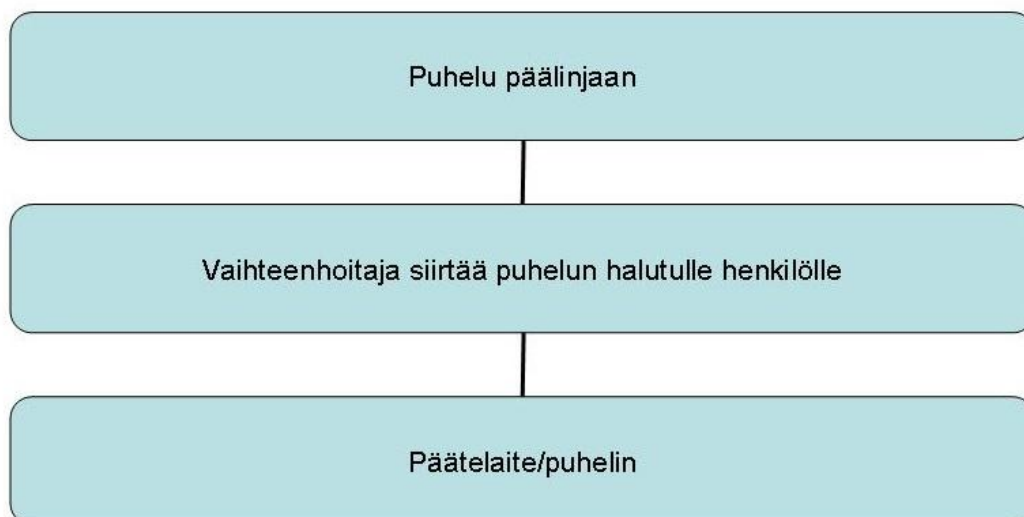 Puhelu päälinjaan
Vaihteenhoitaja siirtää puhelun halutulle henkilölle
Päätelaite/puhelin